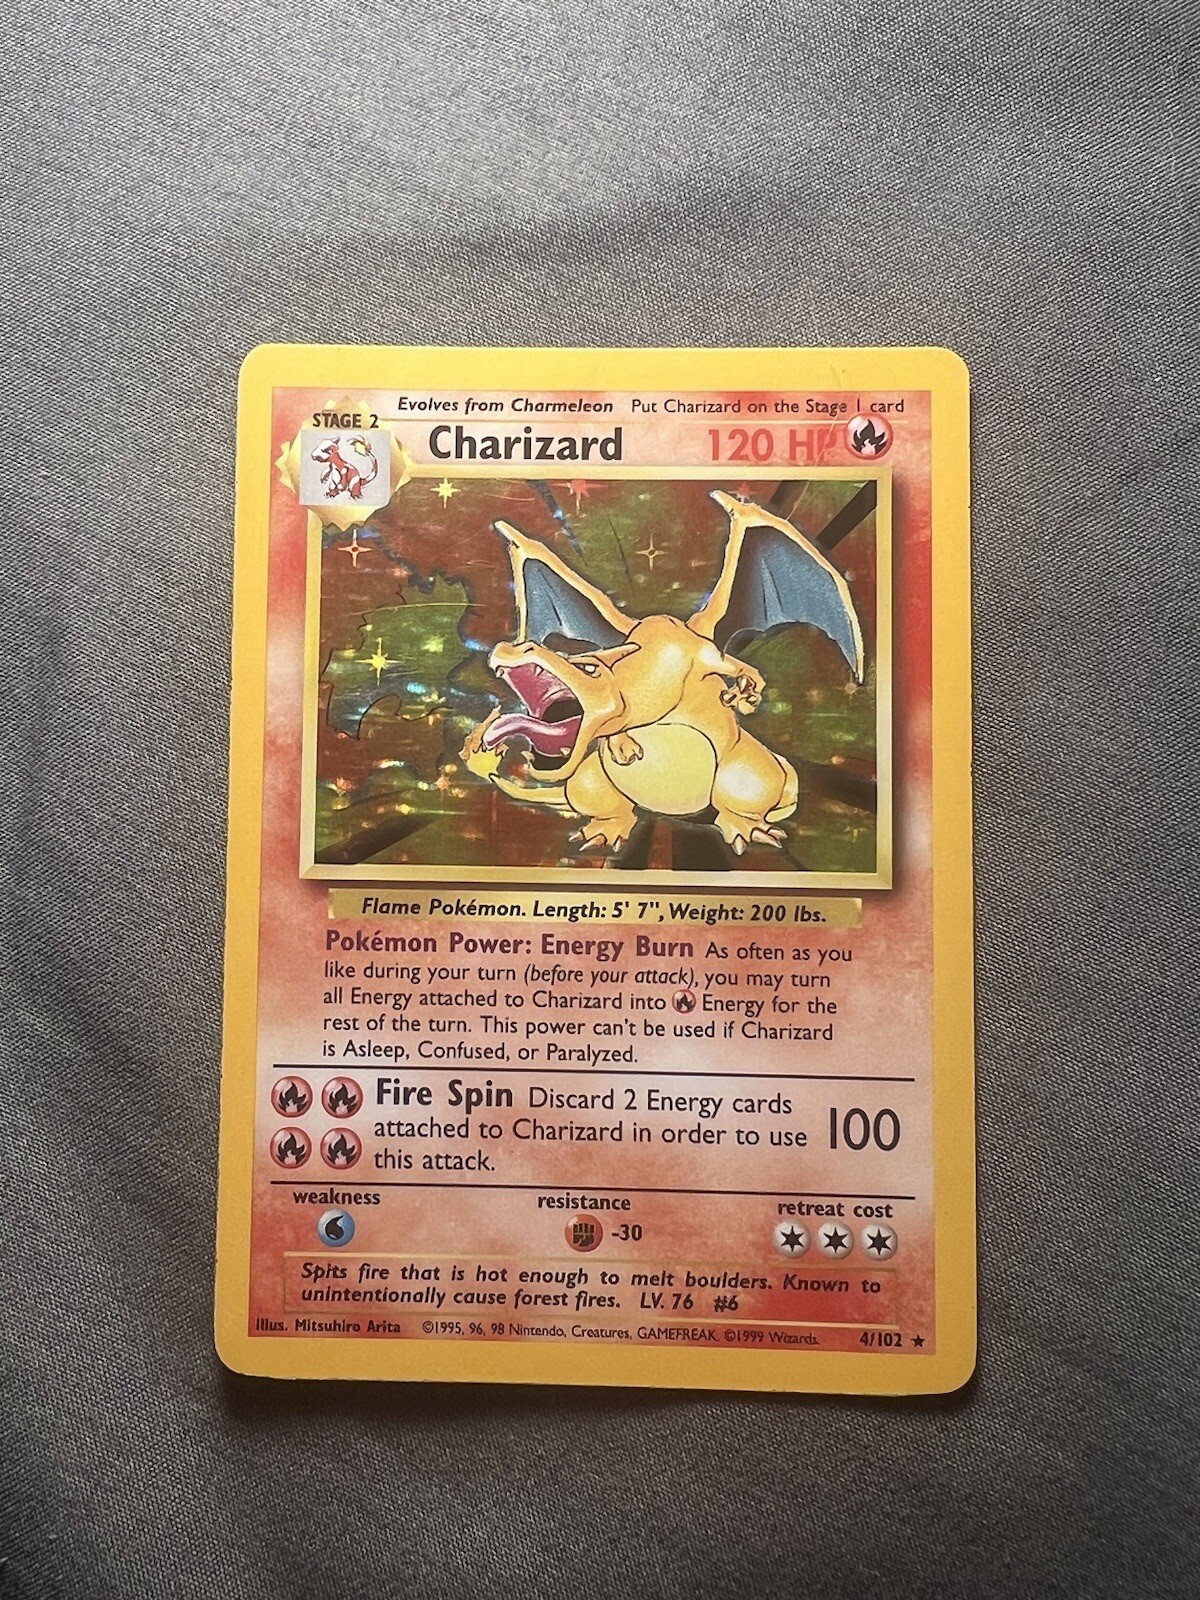 Evolves from Charmeleon Put Charizard on the Stage 1 card
STAGE 2
Charizard 120 HP
Flame Pokémon. Length: 5' 7", Weight: 200 lbs.
Pokémon Power: Energy Burn As often as you
like during your turn (before your attack), you may turn
all Energy attached to Charizard into Energy for the
rest of the turn. This power can't be used if Charizard
is Asleep, Confused, or Paralyzed.
Fire Spin Discard 2 Energy cards
attached to Charizard in order to use 100
this attack.
weakness resistance retreat cost
-30
Spits fire that is hot enough to melt boulders. Known to
unintentionally cause forest fires. LV. 76 #6
Illus. Mitsuhiro Arita ©1995, 96, 98 Nintendo, Creatures, GAMEFREAK. ©1999 Wizards. 4/102 ★